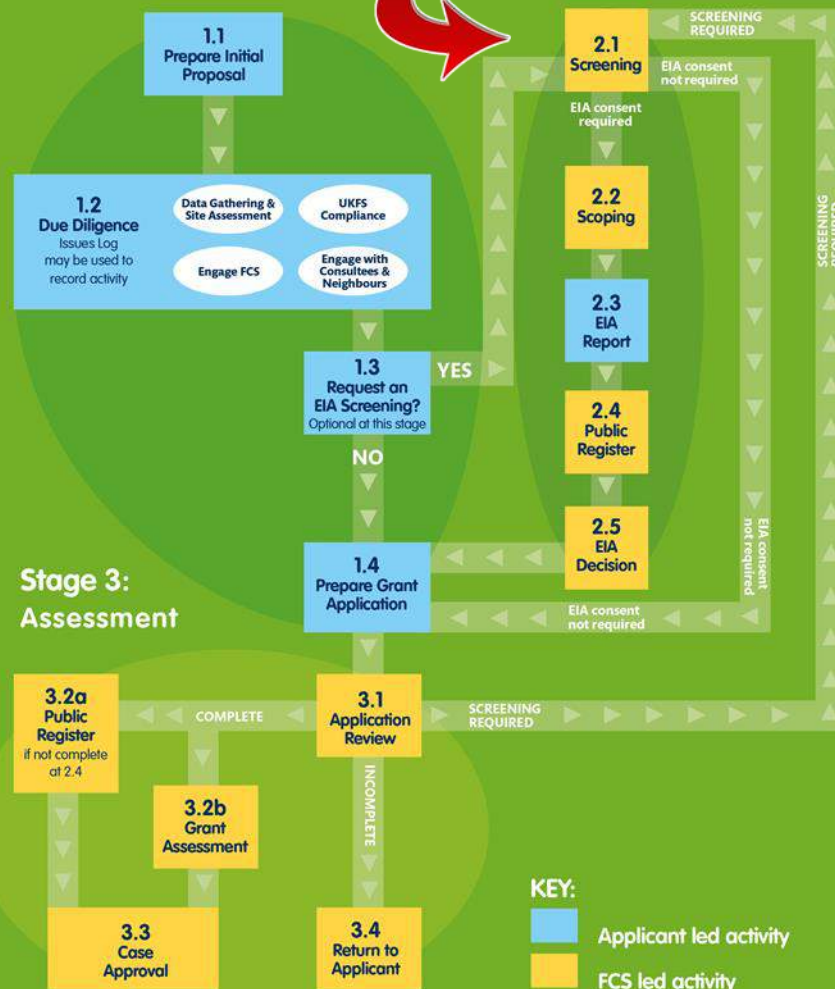 1.1
Prepare Initial
Proposal
1.2
Due Diligence
Issues Log
may be used to
record activity
Data Gathering &
Site Assessment
UKFS
Compliance
Engage FCS
Engage with
Consultees &
Neighbours
1.3
Request an
EIA Screening?
Optional at this stage
YES
NO
1.4
Prepare Grant
Application
2.1
Screening
SCREENING
REQUIRED
EIA consent
not required
EIA consent
required
2.2
Scoping
2.3
EIA
Report
2.4
Public
Register
2.5
EIA
Decision
EIA consent
not required
EIA consent
not required
SCREENING
REQUIRED
Stage 3:
Assessment
3.1
Application
Review
COMPLETE
SCREENING
REQUIRED
INCOMPLETE
3.2a
Public
Register
if not complete
at 2.4
3.2b
Grant
Assessment
3.3
Case
Approval
3.4
Return to
Applicant
KEY:
Applicant led activity
FCS led activity